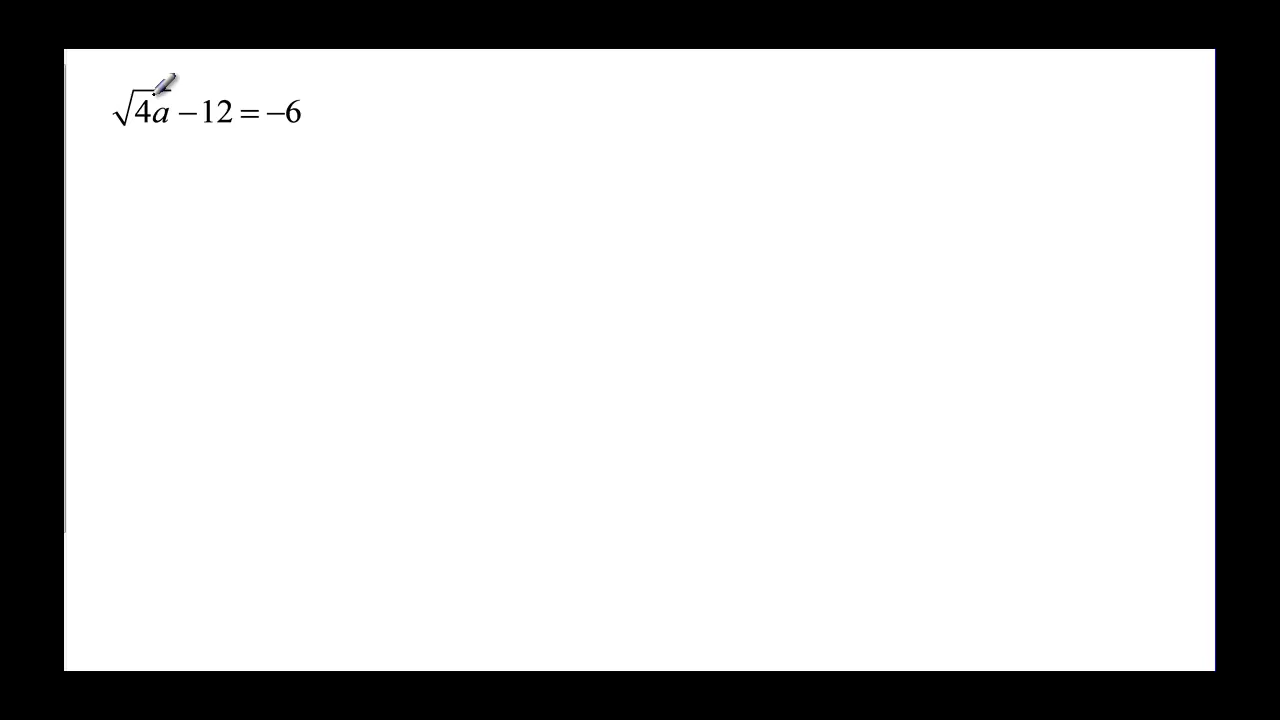 √4a − 12 = −6